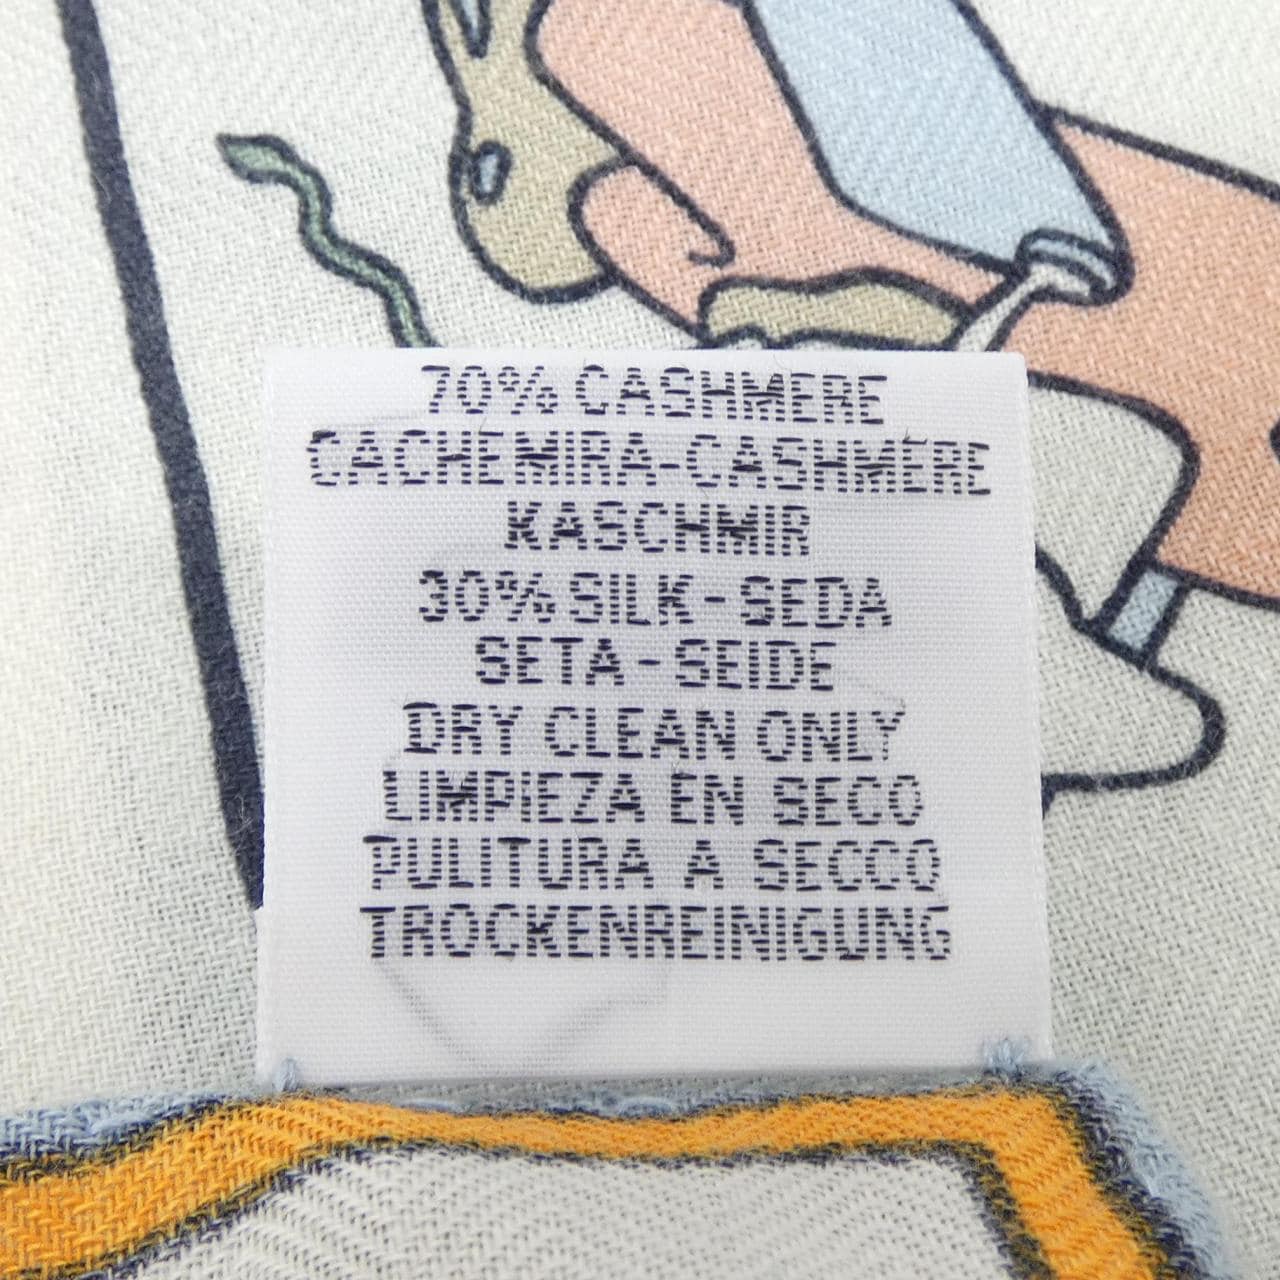 70% CASHMERE
CACHEMIRA-CASHMERE
KASCHMIR
30% SILK-SEDA
SETA-SEIDE
DRY CLEAN ONLY
LIMPIEZA EN SECO
PULITURA A SECCO
TROCKENREINIGUNG